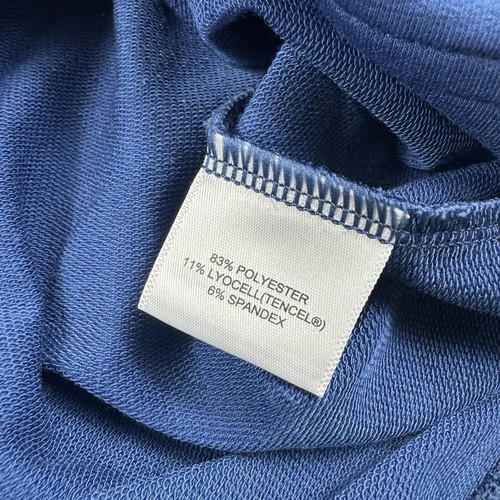 83% POLYESTER
11% LYOCELL(TENCEL®)
6% SPANDEX